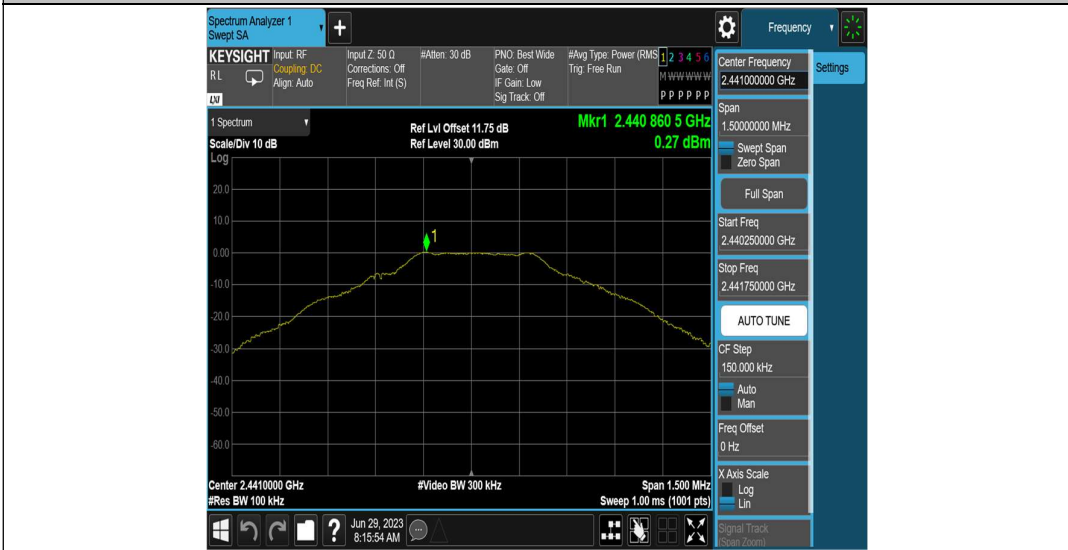 Spectrum Analyzer 1
Swept SA
Frequency
KEYSIGHT
RL
LXI
Input: RF
Coupling: DC
Align: Auto
Input Z: 50 Ω
Corrections: Off
Freq Ref: Int (S)
#Atten: 30 dB
PNO: Best Wide
Gate: Off
IF Gain: Low
Sig Track: Off
#Avg Type: Power (RMS
Trig: Free Run
1 2 3 4 5 6
M W W W W W
P P P P P P
Center Frequency
2.441000000 GHz
Settings
Span
1.50000000 MHz
Swept Span
Zero Span
Full Span
Start Freq
2.440250000 GHz
Stop Freq
2.441750000 GHz
AUTO TUNE
CF Step
150.000 kHz
Auto
Man
Freq Offset
0 Hz
X Axis Scale
Log
Lin
Signal Track
(Span Zoom)
1 Spectrum
Scale/Div 10 dB
Log
Ref Lvl Offset 11.75 dB
Ref Level 30.00 dBm
Mkr1 2.440 860 5 GHz
0.27 dBm
1
20.0
10.0
0.00
-10.0
-20.0
-30.0
-40.0
-50.0
-60.0
Center 2.4410000 GHz
#Res BW 100 kHz
#Video BW 300 kHz
Span 1.500 MHz
Sweep 1.00 ms (1001 pts)
?
Jun 29, 2023
8:15:54 AM